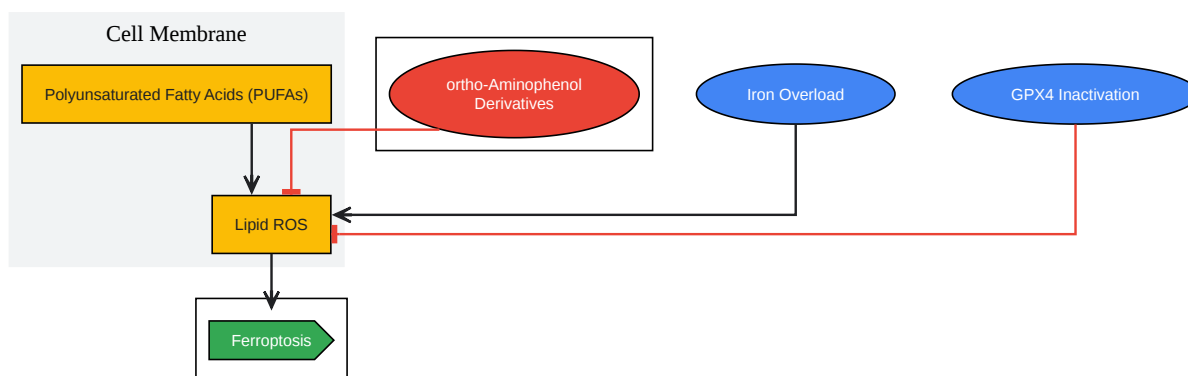 Cell Membrane
Polyunsaturated Fatty Acids (PUFAs)
ortho-Aminophenol
Derivatives
Iron Overload
GPX4 Inactivation
Lipid ROS
Ferroptosis